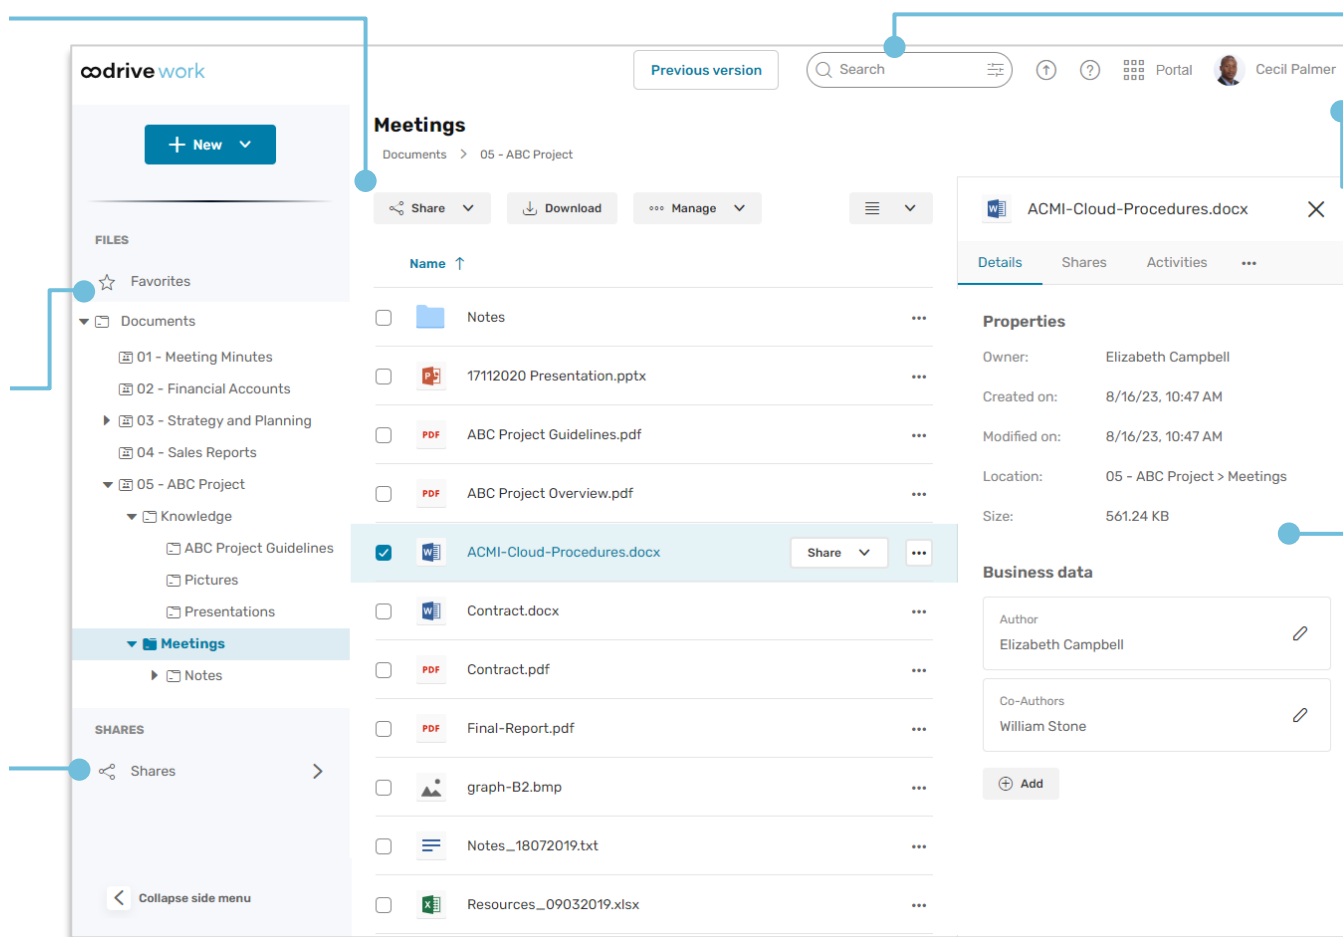 oodrive work
Previous version
Search
Portal
Cecil Palmer
New
FILES
Favorites
Documents
01 - Meeting Minutes
02 - Financial Accounts
03 - Strategy and Planning
04 - Sales Reports
05 - ABC Project
Knowledge
ABC Project Guidelines
Pictures
Presentations
Meetings
Notes
SHARES
Shares
Collapse side menu
Meetings
Documents > 05 - ABC Project
Share
Download
Manage
Name ↑
Notes
17112020 Presentation.pptx
PDF ABC Project Guidelines.pdf
PDF ABC Project Overview.pdf
ACMI-Cloud-Procedures.docx Share
Contract.docx
PDF Contract.pdf
PDF Final-Report.pdf
graph-B2.bmp
Notes_18072019.txt
Resources_09032019.xlsx
ACMI-Cloud-Procedures.docx
Details Shares Activities
Properties
Owner: Elizabeth Campbell
Created on: 8/16/23, 10:47 AM
Modified on: 8/16/23, 10:47 AM
Location: 05 - ABC Project > Meetings
Size: 561.24 KB
Business data
Author
Elizabeth Campbell
Co-Authors
William Stone
Add